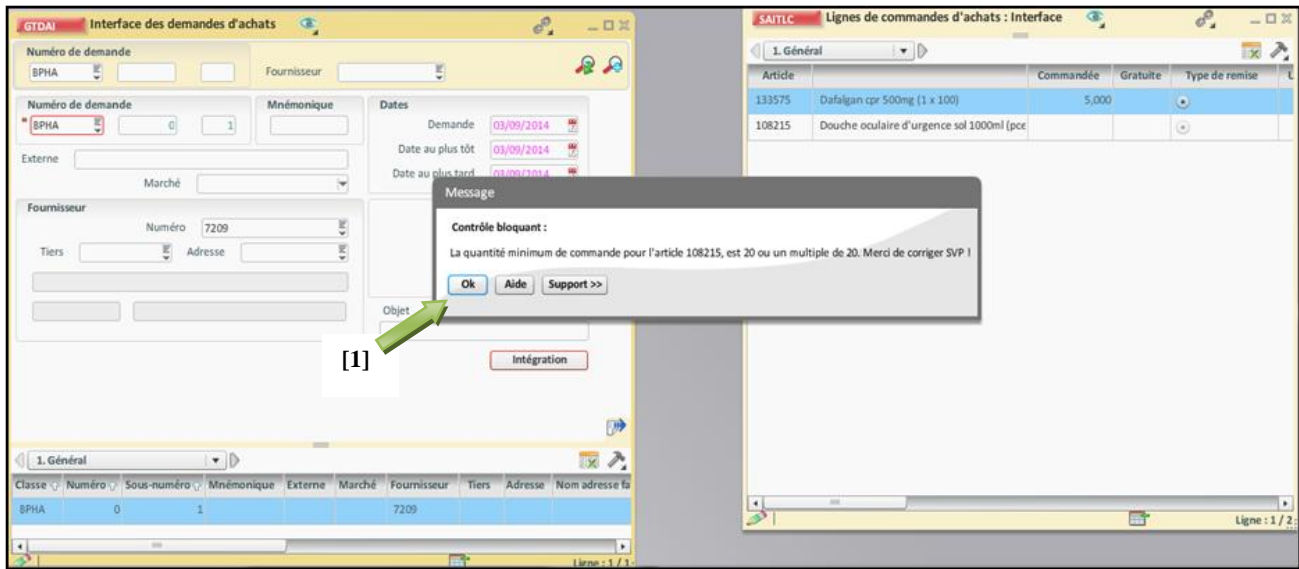 GTDAI Interface des demandes d'achats
Numéro de demande
BPHA
Fournisseur
Numéro de demande
Mnémonique
Dates
* BPHA 0 1
Demande 03/09/2014
Date au plus tôt 03/09/2014
Externe
Date au plus tard 03/09/2014
Marché
Fournisseur
Numéro 7209
Tiers Adresse
Objet
Intégration
1. Général
Classe Numéro Sous-numéro Mnémonique Externe Marché Fournisseur Tiers Adresse Nom adresse fa
BPHA 0 1 7209
Ligne : 1 / 1
SAITLC Lignes de commandes d'achats : Interface
1. Général
Article Commandée Gratuite Type de remise
133575 Dafalgan cpr 500mg (1 x 100) 5,000
108215 Douche oculaire d'urgence sol 1000ml (pce
Ligne : 1 / 2
Message
Contrôle bloquant :
La quantité minimum de commande pour l'article 108215, est 20 ou un multiple de 20. Merci de corriger SVP !
Ok Aide Support >>
[1]